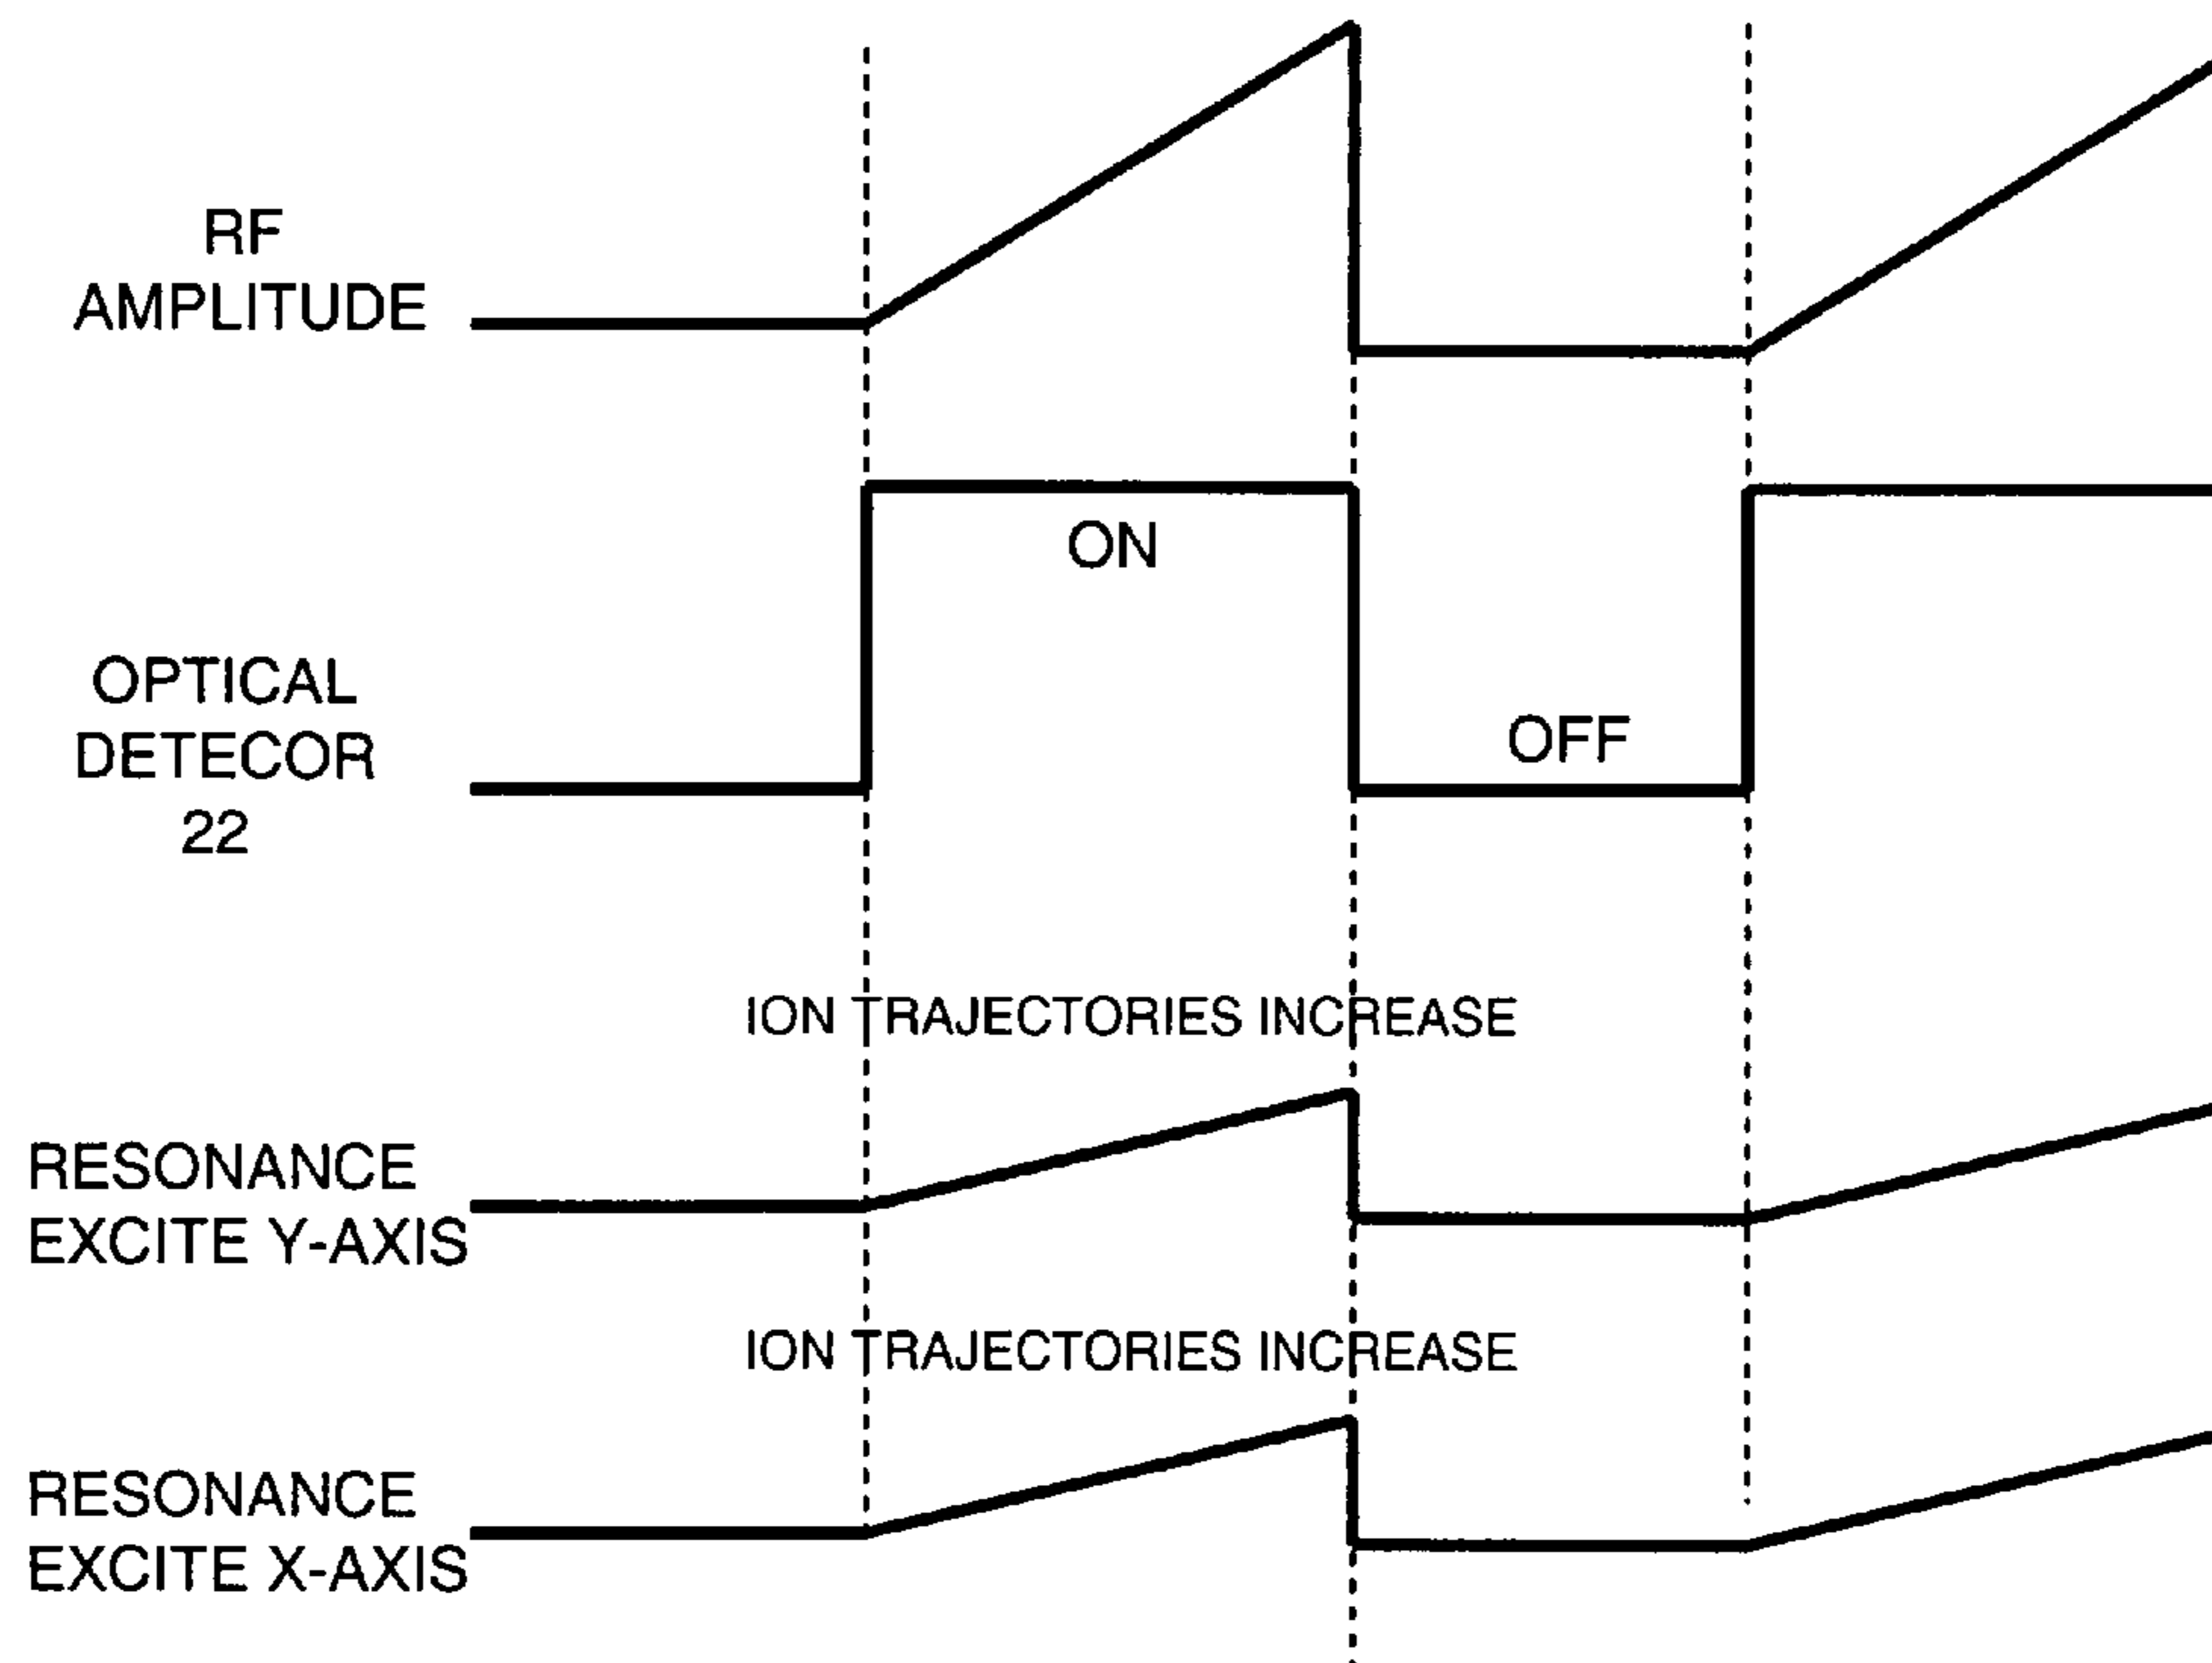 RF
AMPLITUDE
ON
OPTICAL
DETECOR
22
OFF
ION TRAJECTORIES INCREASE
RESONANCE
EXCITE Y-AXIS
ION TRAJECTORIES INCREASE
RESONANCE
EXCITE X-AXIS